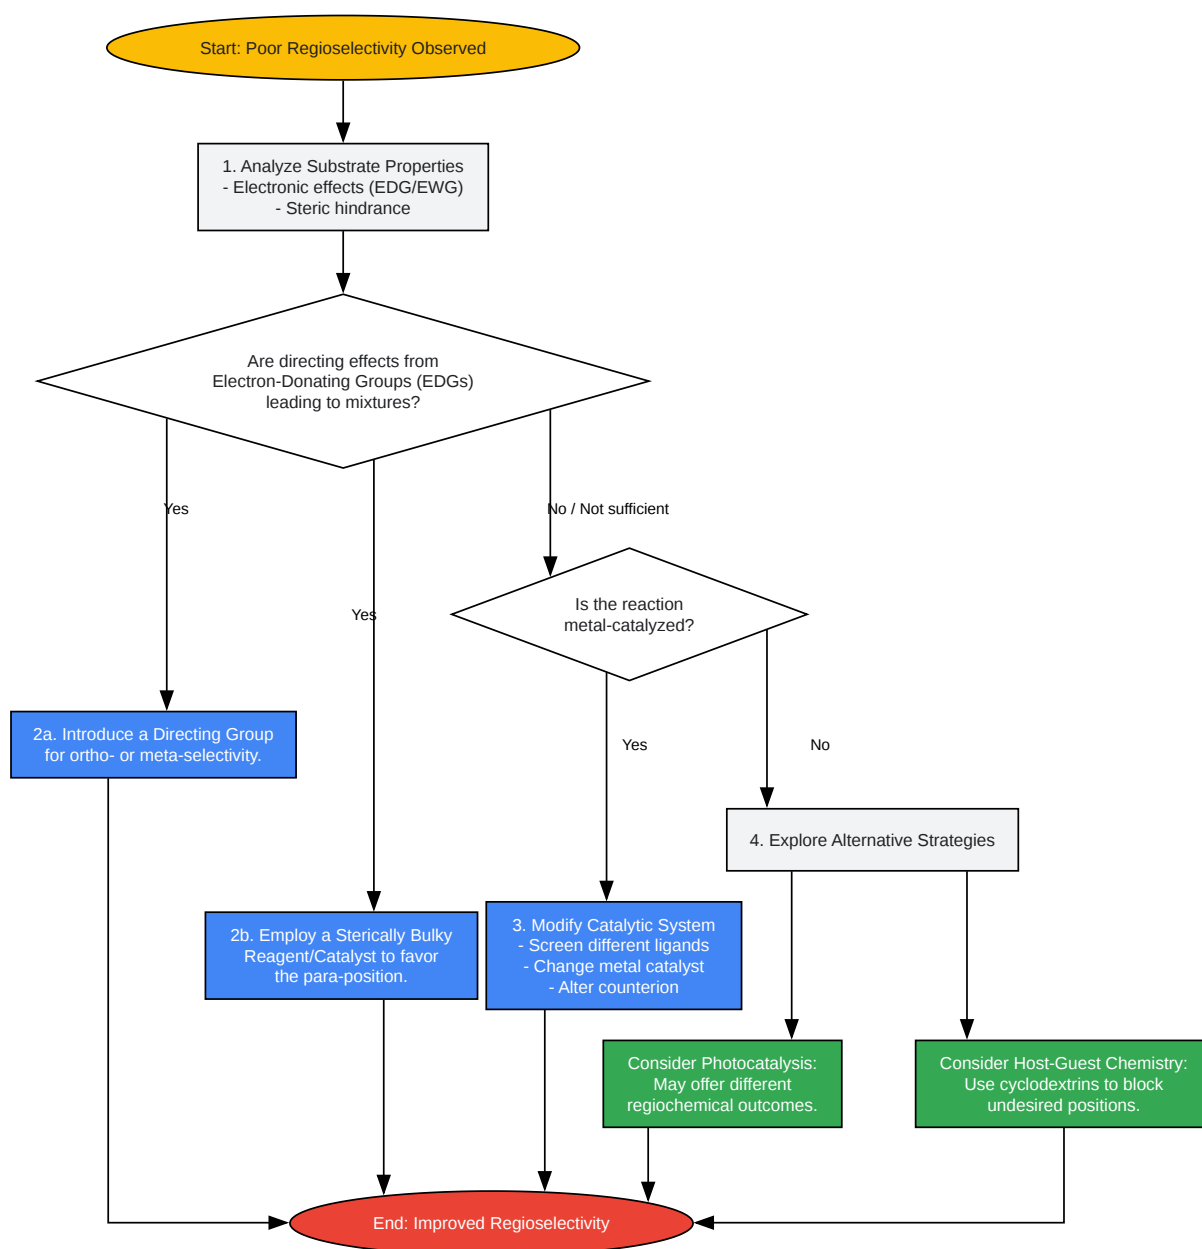 Start: Poor Regioselectivity Observed
1. Analyze Substrate Properties
- Electronic effects (EDG/EWG)
- Steric hindrance
Are directing effects from
Electron-Donating Groups (EDGs)
leading to mixtures?
Yes
No / Not sufficient
Yes
Is the reaction
metal-catalyzed?
2a. Introduce a Directing Group
for ortho- or meta-selectivity.
Yes
No
4. Explore Alternative Strategies
2b. Employ a Sterically Bulky
Reagent/Catalyst to favor
the para-position.
3. Modify Catalytic System
- Screen different ligands
- Change metal catalyst
- Alter counterion
Consider Photocatalysis:
May offer different
regiochemical outcomes.
Consider Host-Guest Chemistry:
Use cyclodextrins to block
undesired positions.
End: Improved Regioselectivity